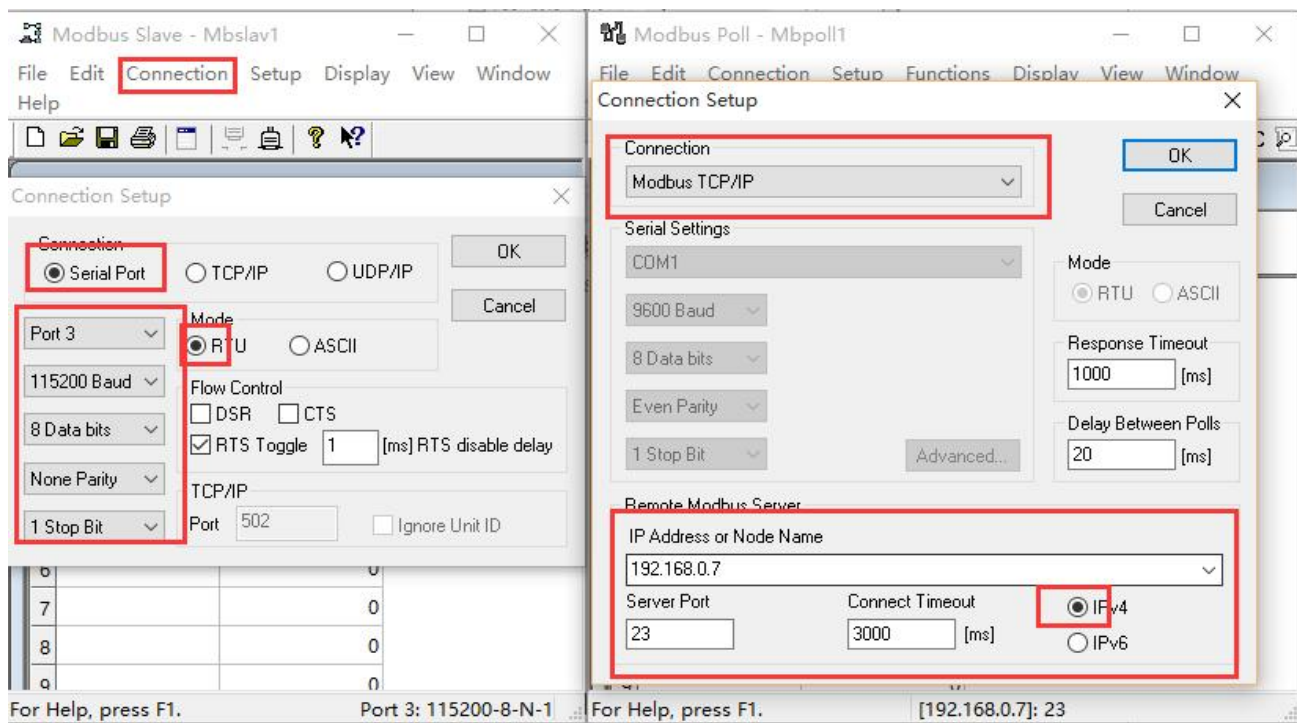 Modbus Slave - Mbslav1
File Edit Connection Setup Display View Window
Help
Connection Setup
Connection
Serial Port TCP/IP UDP/IP
OK
Cancel
Port 3
115200 Baud
8 Data bits
None Parity
1 Stop Bit
Mode
RTU ASCII
Flow Control
DSR CTS
RTS Toggle 1 [ms] RTS disable delay
TCP/IP
Port 502 Ignore Unit ID
6 0
7 0
8 0
9 0
For Help, press F1. Port 3: 115200-8-N-1
Modbus Poll - Mbpoll1
File Edit Connection Setup Functions Display View Window
Connection Setup
Connection
Modbus TCP/IP
OK
Cancel
Serial Settings
COM1
9600 Baud
8 Data bits
Even Parity
1 Stop Bit
Advanced...
Mode
RTU ASCII
Response Timeout
1000 [ms]
Delay Between Polls
20 [ms]
Remote Modbus Server
IP Address or Node Name
192.168.0.7
Server Port
23
Connect Timeout
3000 [ms]
IPv4
IPv6
For Help, press F1. [192.168.0.7]: 23